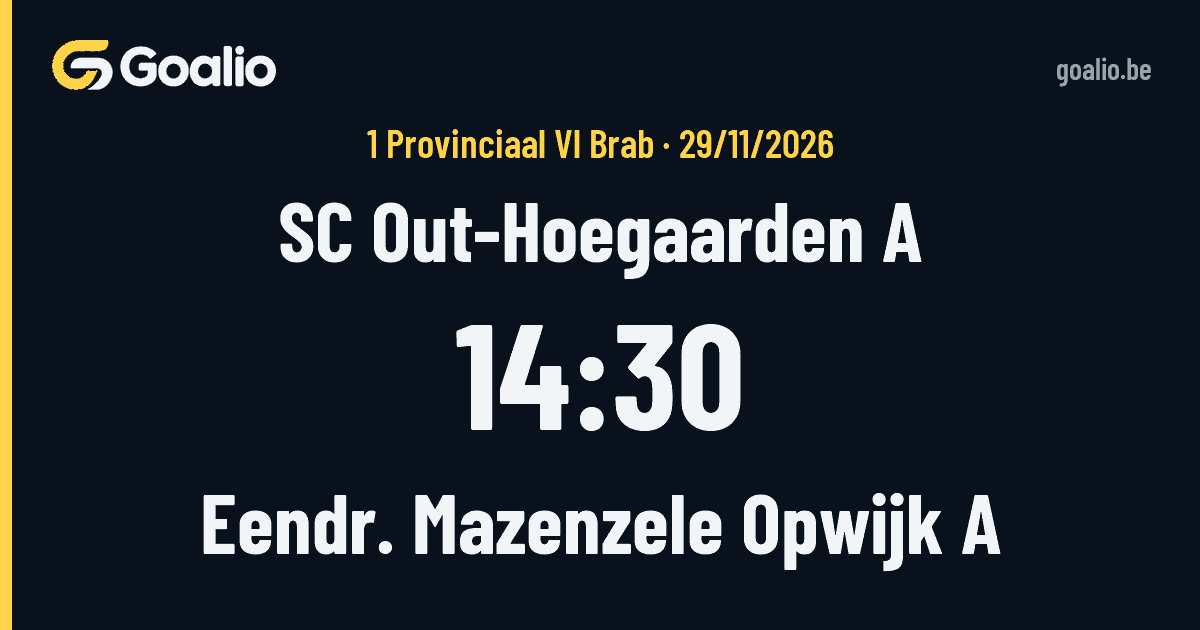 Goalio
goalio.be
1 Provinciaal Vl Brab · 29/11/2026
SC Out-Hoegaarden A
14:30
Eendr. Mazenzele Opwijk A